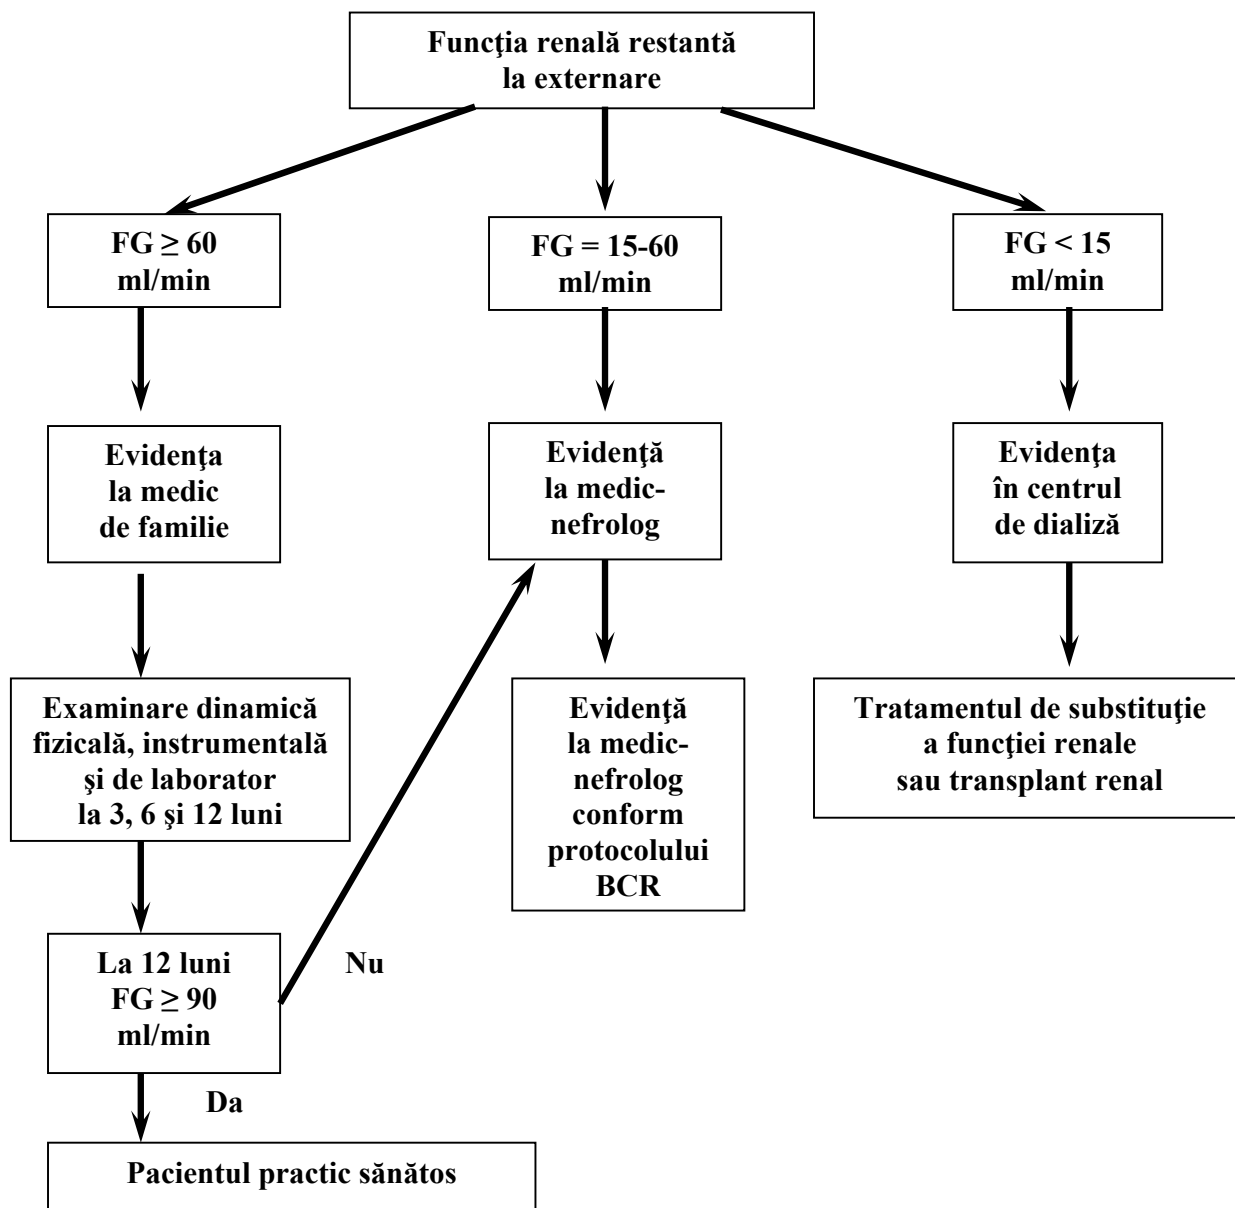 Funcţia renală restantă
la externare
FG ≥ 60
ml/min
FG = 15-60
ml/min
FG < 15
ml/min
Evidenţa
la medic
de familie
Evidenţă
la medic-
nefrolog
Evidenţa
în centrul
de dializă
Examinare dinamică
fizicală, instrumentală
şi de laborator
la 3, 6 şi 12 luni
Evidenţă
la medic-
nefrolog
conform
protocolului
BCR
Tratamentul de substituţie
a funcţiei renale
sau transplant renal
La 12 luni
FG ≥ 90
ml/min
Nu
Da
Pacientul practic sănătos